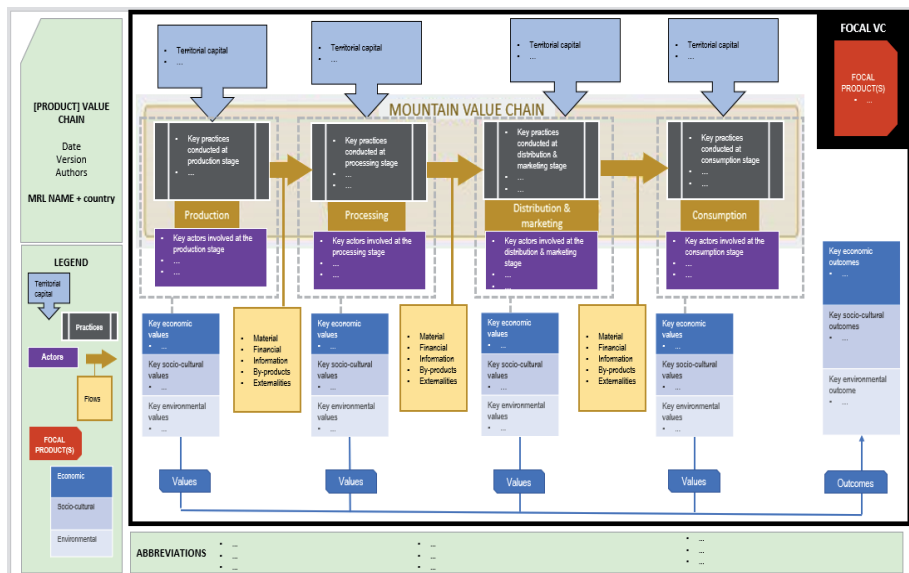 [PRODUCT] VALUE
CHAIN
Date
Version
Authors
MRL NAME + country
LEGEND
Territorial
capital
Practices
Actors
Flows
FOCAL
PRODUCT(S)
Economic
Socio-cultural
Environmental
• Territorial capital
• ...
• Territorial capital
• ...
• Territorial capital
• ...
• Territorial capital
• ...
FOCAL VC
FOCAL
PRODUCT(S)
• ...
MOUNTAIN VALUE CHAIN
• Key practices
conducted at
production stage
• ...
Production
• Key actors involved at the
production stage
• ...
• ...
• Key practices
conducted at
processing stage
• ...
• ...
Processing
• Key actors involved at the
processing stage
• ...
• Key practices
conducted at
distribution &
marketing stage
• ...
• ...
Distribution &
marketing
• Key actors involved at the
distribution & marketing
stage
• ...
• ...
• Key practices
conducted at
consumption stage
• ...
Consumption
• Key actors involved at the
consumption stage
• ...
• ...
Key economic
values
• ...
Key socio-cultural
values
• ...
Key environmental
values
• ...
• Material
• Financial
• Information
• By-products
• Externalities
Key economic
values
• ...
Key socio-cultural
values
• ...
Key environmental
values
• ...
• Material
• Financial
• Information
• By-products
• Externalities
Key economic
values
• ...
Key socio-cultural
values
• ...
Key environmental
values
• ...
• Material
• Financial
• Information
• By-products
• Externalities
Key economic
values
• ...
Key socio-cultural
values
• ...
Key environmental
values
• ...
Key economic
outcomes
• ...
Key socio-cultural
outcomes
• ...
Key environmental
outcome
• ...
Values
Values
Values
Values
Outcomes
ABBREVIATIONS
• ...
• ...
• ...
• ...
• ...
• ...
• ...
• ...
• ...